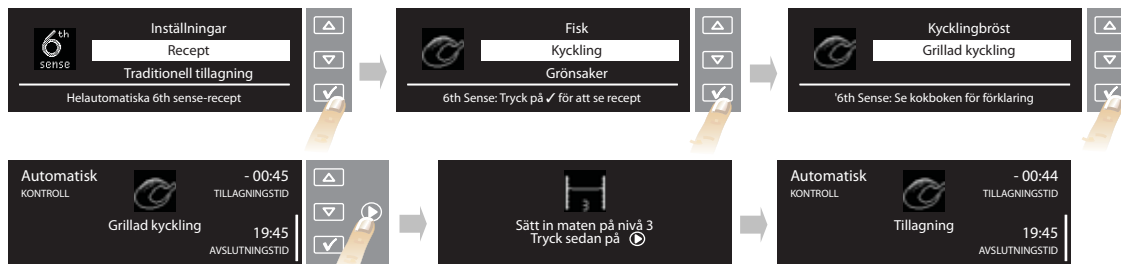 6th
sense
Inställningar
Recept
Traditionell tillagning
Helautomatiska 6th sense-recept
Fisk
Kyckling
Grönsaker
6th Sense: Tryck på ✓ för att se recept
Kycklingbröst
Grillad kyckling
'6th Sense: Se kokboken för förklaring
Automatisk
KONTROLL
- 00:45
TILLAGNINGSTID
Grillad kyckling
19:45
AVSLUTNINGSTID
3
Sätt in maten på nivå 3
Tryck sedan på
Automatisk
KONTROLL
- 00:44
TILLAGNINGSTID
Tillagning
19:45
AVSLUTNINGSTID